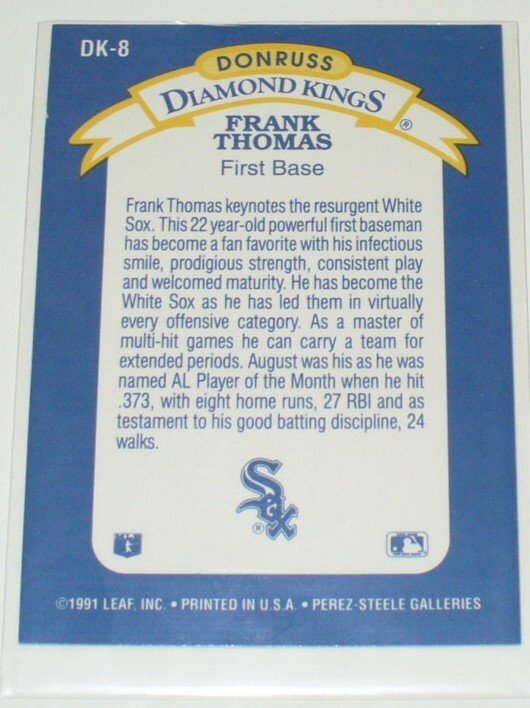 DK-8
DONRUSS
DIAMOND KINGS ®
FRANK
THOMAS
First Base
Frank Thomas keynotes the resurgent White
Sox. This 22 year-old powerful first baseman
has become a fan favorite with his infectious
smile, prodigious strength, consistent play
and welcomed maturity. He has become the
White Sox as he has led them in virtually
every offensive category. As a master of
multi-hit games he can carry a team for
extended periods. August was his as he was
named AL Player of the Month when he hit
.373, with eight home runs, 27 RBI and as
testament to his good batting discipline, 24
walks.
Sox
®
©1991 LEAF, INC. • PRINTED IN U.S.A. • PEREZ-STEELE GALLERIES